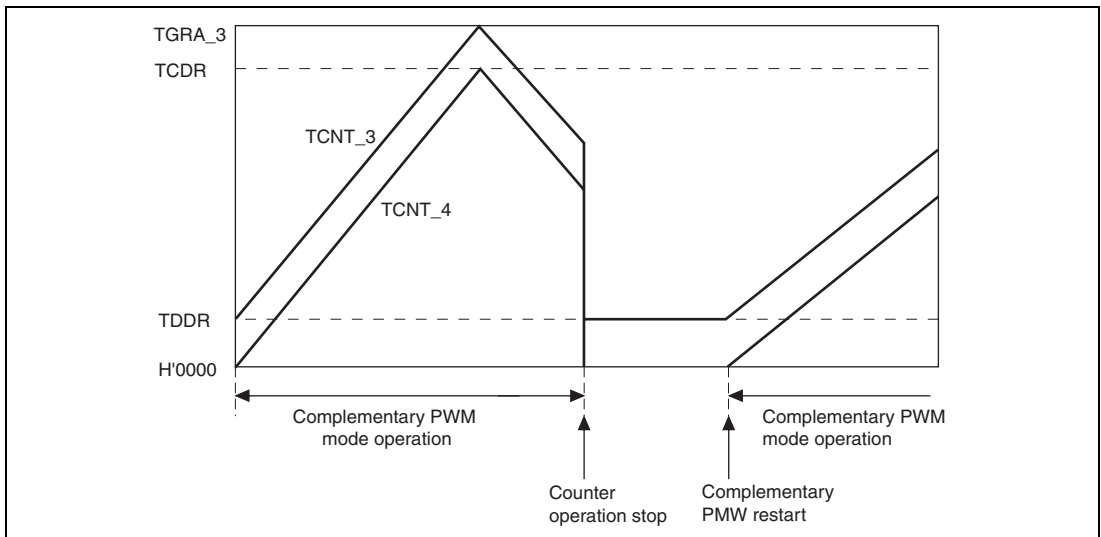 TGRA_3
TCDR
TCNT_3
TCNT_4
TDDR
H'0000
Complementary PWM
mode operation
Complementary PWM
mode operation
Counter
operation stop
Complementary
PMW restart